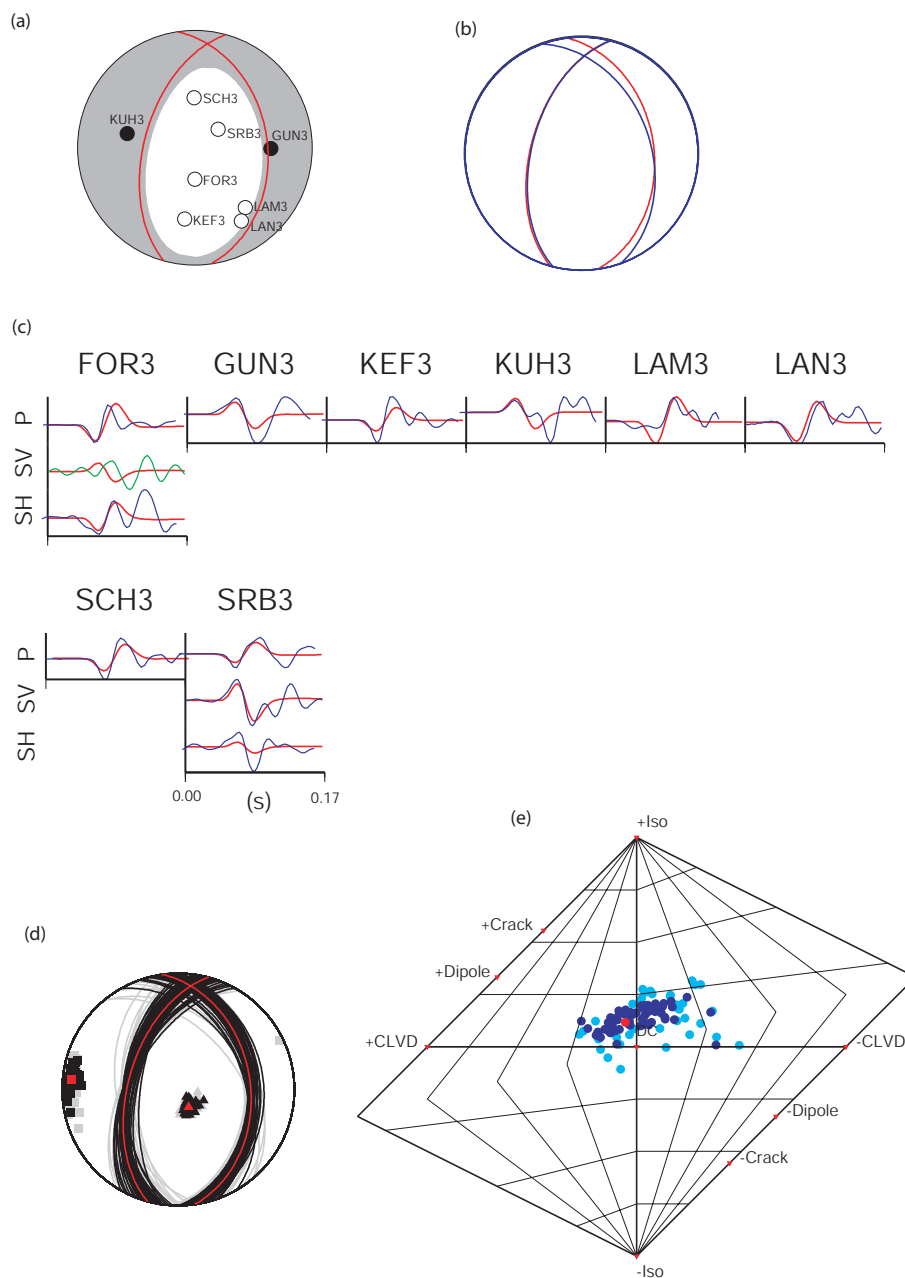 (a)
KUH3
SCH3
SRB3
GUN3
FOR3
LAM3
KEF3
LAN3
(b)
(c)
FOR3 GUN3 KEF3 KUH3 LAM3 LAN3
P
SV
SH
SCH3 SRB3
P
SV
SH
0.00 (s) 0.17
(d)
(e)
+Iso
+Crack
+Dipole
+CLVD
DC
-CLVD
-Dipole
-Crack
-Iso